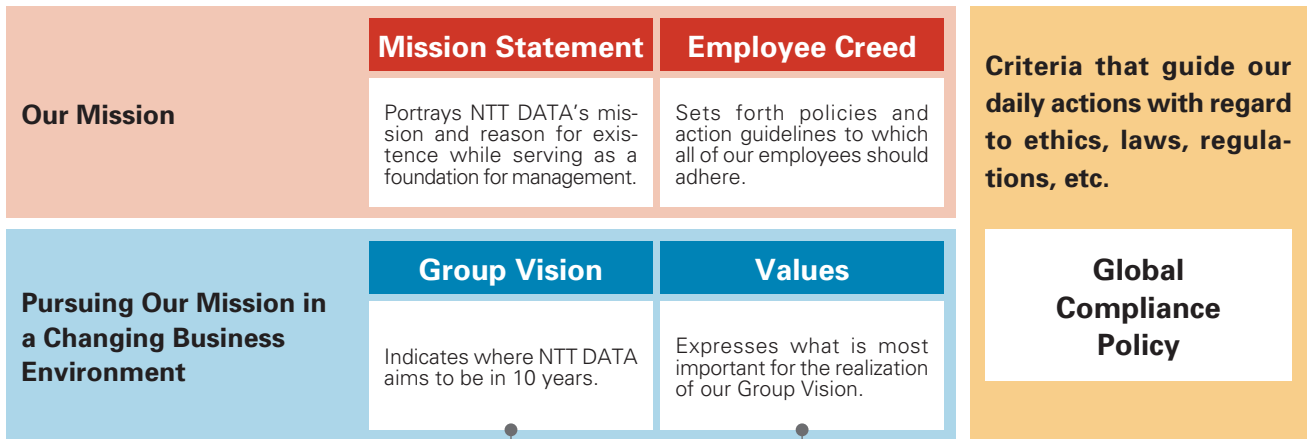 Our Mission
Mission Statement
Portrays NTT DATA's mis-
sion and reason for exis-
tence while serving as a
foundation for management.
Employee Creed
Sets forth policies and
action guidelines to which
all of our employees should
adhere.
Pursuing Our Mission in
a Changing Business
Environment
Group Vision
Indicates where NTT DATA
aims to be in 10 years.
Values
Expresses what is most
important for the realization
of our Group Vision.
Criteria that guide our
daily actions with regard
to ethics, laws, regula-
tions, etc.
Global
Compliance
Policy